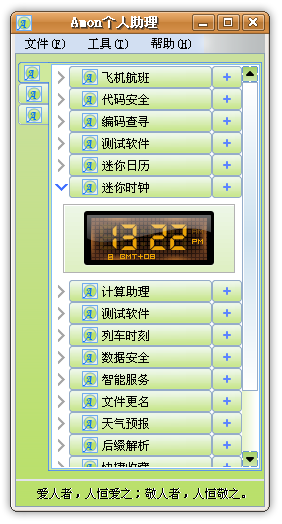 Amon个人助理
文件(F) 工具(T) 帮助(H)
飞机航班 +
代码安全 +
编码查寻 +
测试软件 +
迷你日历 +
迷你时钟 +
13 22 PM
8 GMT+08
计算助理 +
测试软件 +
列车时刻 +
数据安全 +
智能服务 +
文件更名 +
天气预报 +
后缀解析 +
快捷收藏 +
爱人者，人恒爱之；敬人者，人恒敬之。